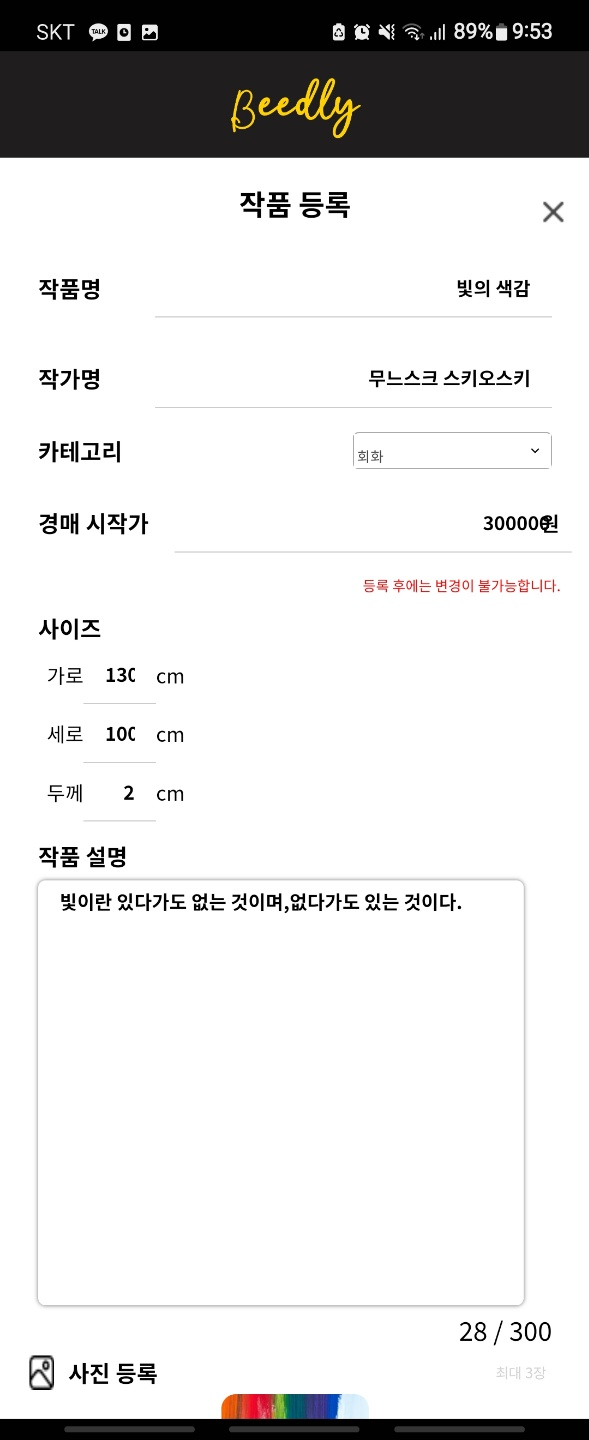 SKT TALK 89% 9:53
Beedly
작품 등록
작품명 빛의 색감
작가명 무느스크 스키오스키
카테고리 회화
경매 시작가 300000원
등록 후에는 변경이 불가능합니다.
사이즈
가로 130 cm
세로 100 cm
두께 2 cm
작품 설명
빛이란 있다가도 없는 것이며,없다가도 있는 것이다.
28 / 300
사진 등록 최대 3장